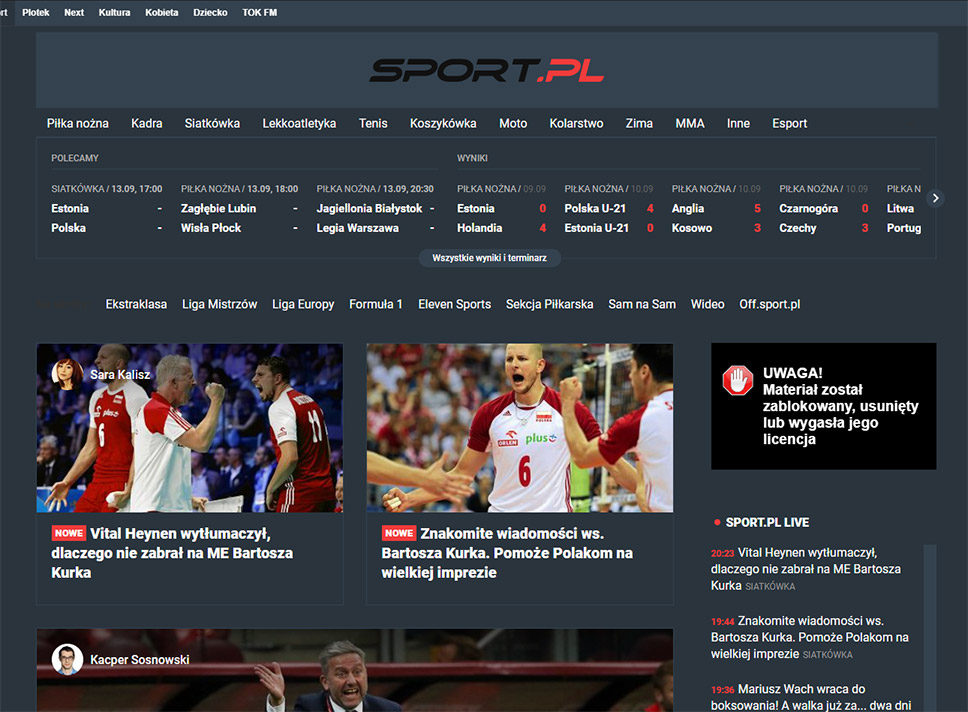 rt Plotek Next Kultura Kobieta Dziecko TOK FM
SPORT.PL
Piłka nożna Kadra Siatkówka Lekkoatletyka Tenis Koszykówka Moto Kolarstwo Zima MMA Inne Esport
POLECAMY WYNIKI
SIATKÓWKA / 13.09, 17:00 PIŁKA NOŻNA / 13.09, 18:00 PIŁKA NOŻNA / 13.09, 20:30 PIŁKA NOŻNA / 09.09 PIŁKA NOŻNA / 10.09 PIŁKA NOŻNA / 10.09 PIŁKA NOŻNA / 10.09 PIŁKA N
Estonia - Zagłębie Lubin - Jagiellonia Białystok - Estonia 0 Polska U-21 4 Anglia 5 Czarnogóra 0 Litwa
Polska - Wisła Płock - Legia Warszawa - Holandia 4 Estonia U-21 0 Kosowo 3 Czechy 3 Portug
Wszystkie wyniki i terminarz
Ekstraklasa Liga Mistrzów Liga Europy Formuła 1 Eleven Sports Sekcja Piłkarska Sam na Sam Wideo Off.sport.pl
Sara Kalisz
plus
6
11
POLSKA
ORLEN plus
6
NOWE Vital Heynen wytłumaczył,
dlaczego nie zabrał na ME Bartosza
Kurka
NOWE Znakomite wiadomości ws.
Bartosza Kurka. Pomoże Polakom na
wielkiej imprezie
Kacper Sosnowski
UWAGA!
Materiał został
zablokowany, usunięty
lub wygasła jego
licencja
SPORT.PL LIVE
20:23 Vital Heynen wytłumaczył,
dlaczego nie zabrał na ME Bartosza
Kurka SIATKÓWKA
19:44 Znakomite wiadomości ws.
Bartosza Kurka. Pomoże Polakom na
wielkiej imprezie SIATKÓWKA
19:36 Mariusz Wach wraca do
boksowania! A walka już za... dwa dni